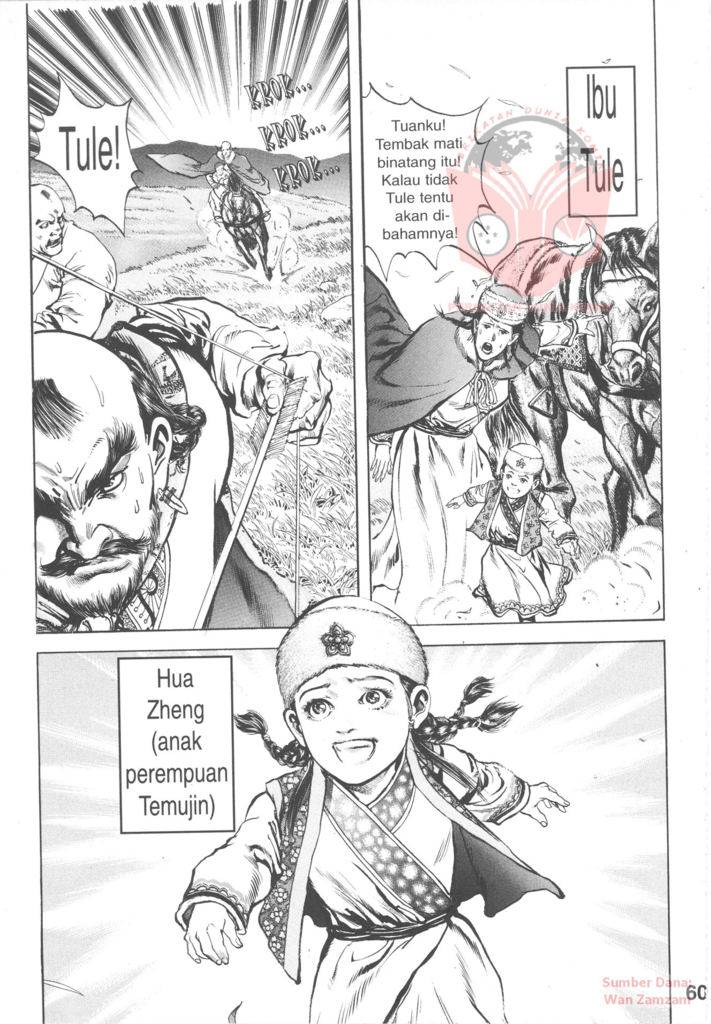 Tule!
KROK...
KROK...
KROK...
Tuanku!
Tembak mati
binatang itu!
Kalau tidak
Tule tentu
akan di-
bahamnya!
Ibu
Tule
Hua
Zheng
(anak
perempuan
Temujin)
Sumber Dana:
Wan Zamzam
60